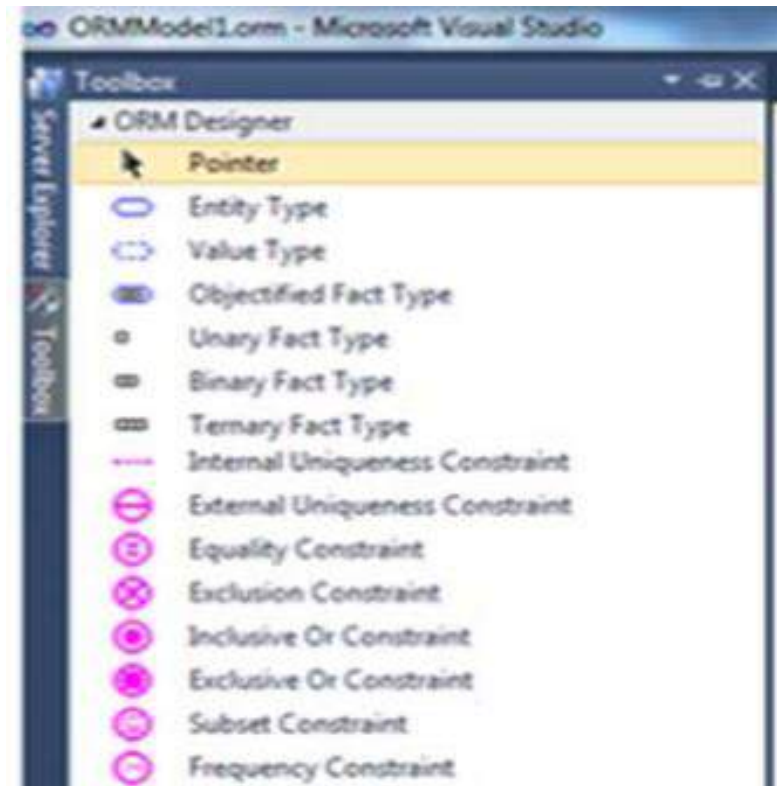 ORMModel1.orm - Microsoft Visual Studio
Toolbox
Server Explorer
Toolbox
ORM Designer
Pointer
Entity Type
Value Type
Objectified Fact Type
Unary Fact Type
Binary Fact Type
Ternary Fact Type
Internal Uniqueness Constraint
External Uniqueness Constraint
Equality Constraint
Exclusion Constraint
Inclusive Or Constraint
Exclusive Or Constraint
Subset Constraint
Frequency Constraint